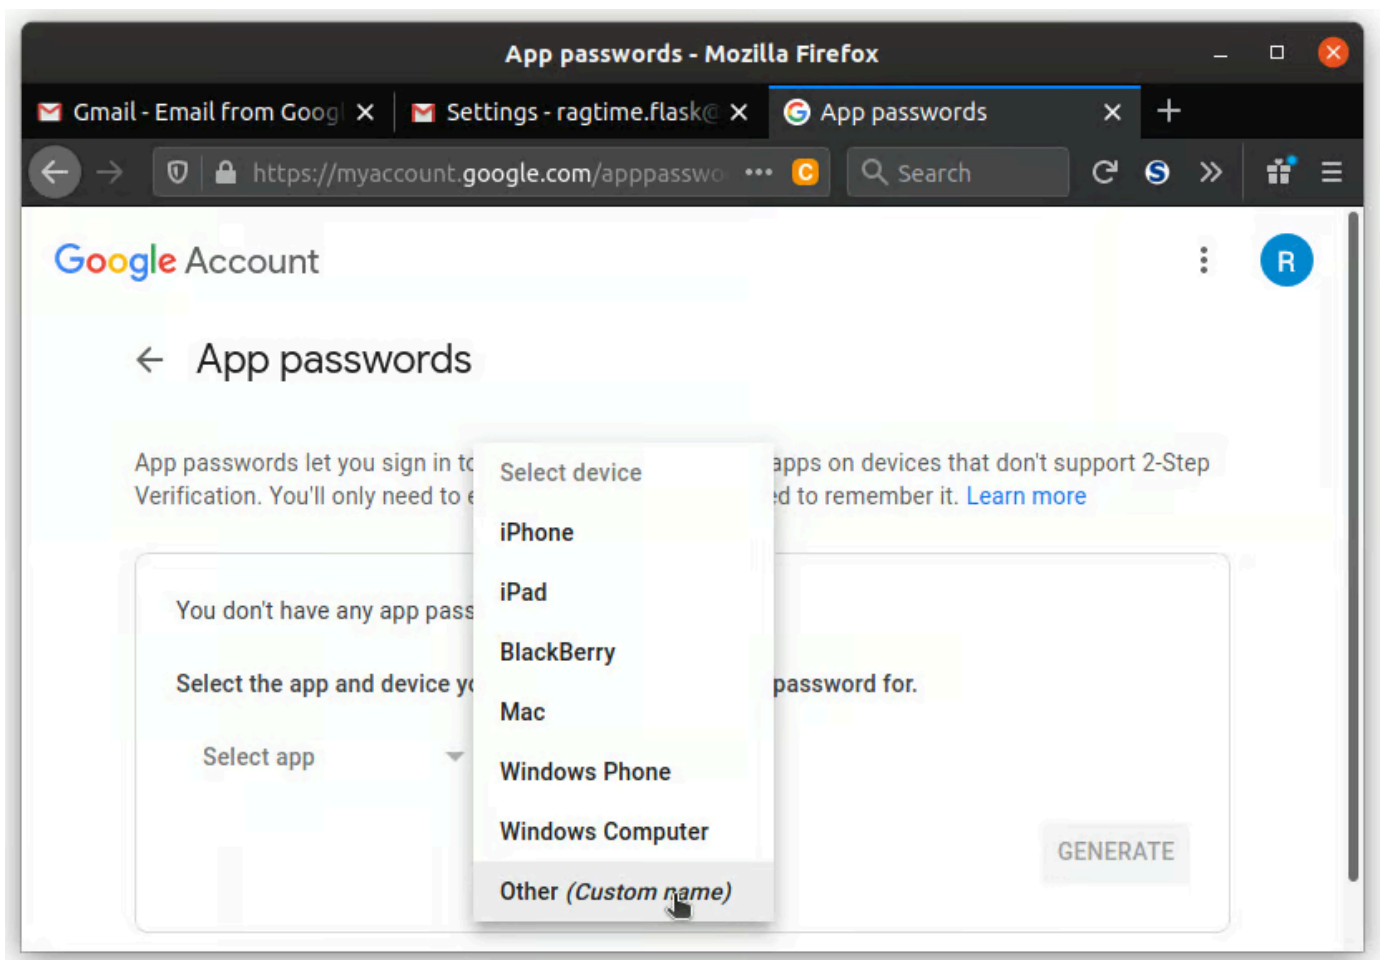 App passwords - Mozilla Firefox
Gmail - Email from Googl
Settings - ragtime.flask@
App passwords
https://myaccount.google.com/apppasswo
Search
Google Account
R
App passwords
App passwords let you sign in to apps on devices that don't support 2-Step
Verification. You'll only need to e ed to remember it. Learn more
Select device
iPhone
iPad
BlackBerry
Mac
Windows Phone
Windows Computer
Other (Custom name)
You don't have any app pass
Select the app and device yo password for.
Select app
GENERATE